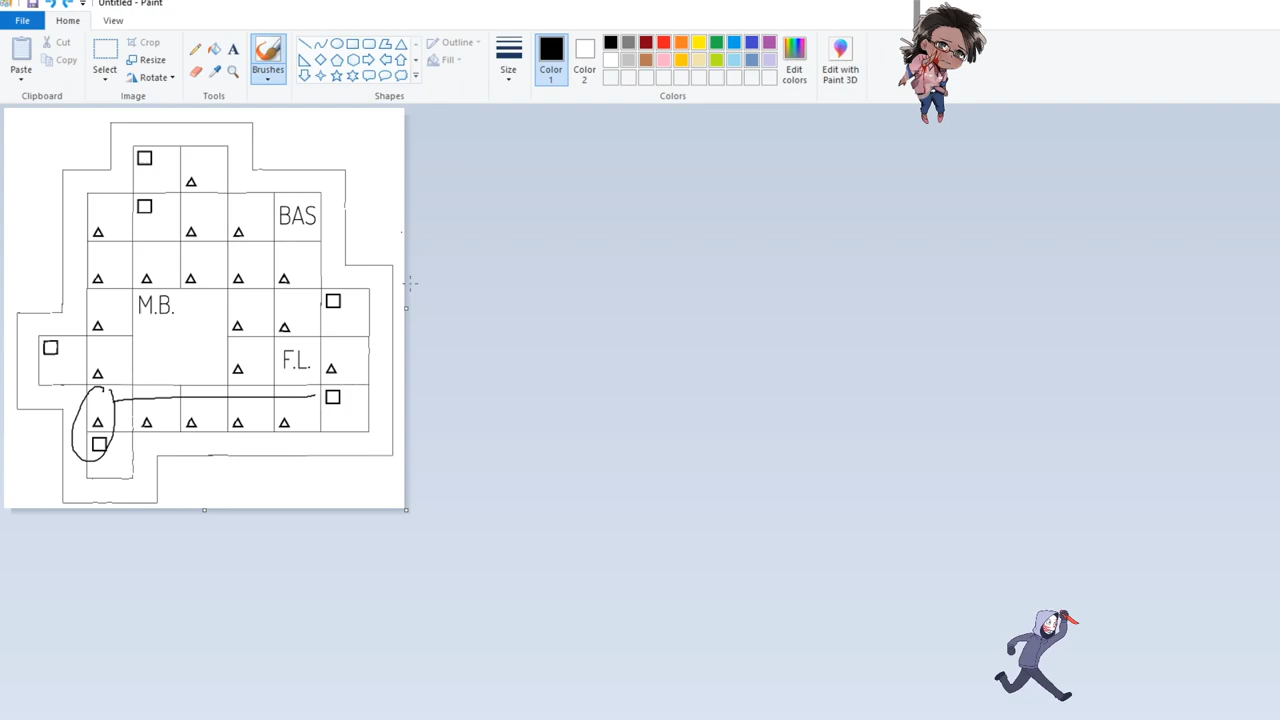 Untitled - Paint
File
Home
View
Paste
Cut
Copy
Clipboard
Select
Crop
Resize
Rotate
Image
A
Tools
Brushes
Shapes
Outline
Fill
Size
Color
1
Color
2
Colors
Edit
colors
Edit with
Paint 3D
BAS
M.B.
F.L.